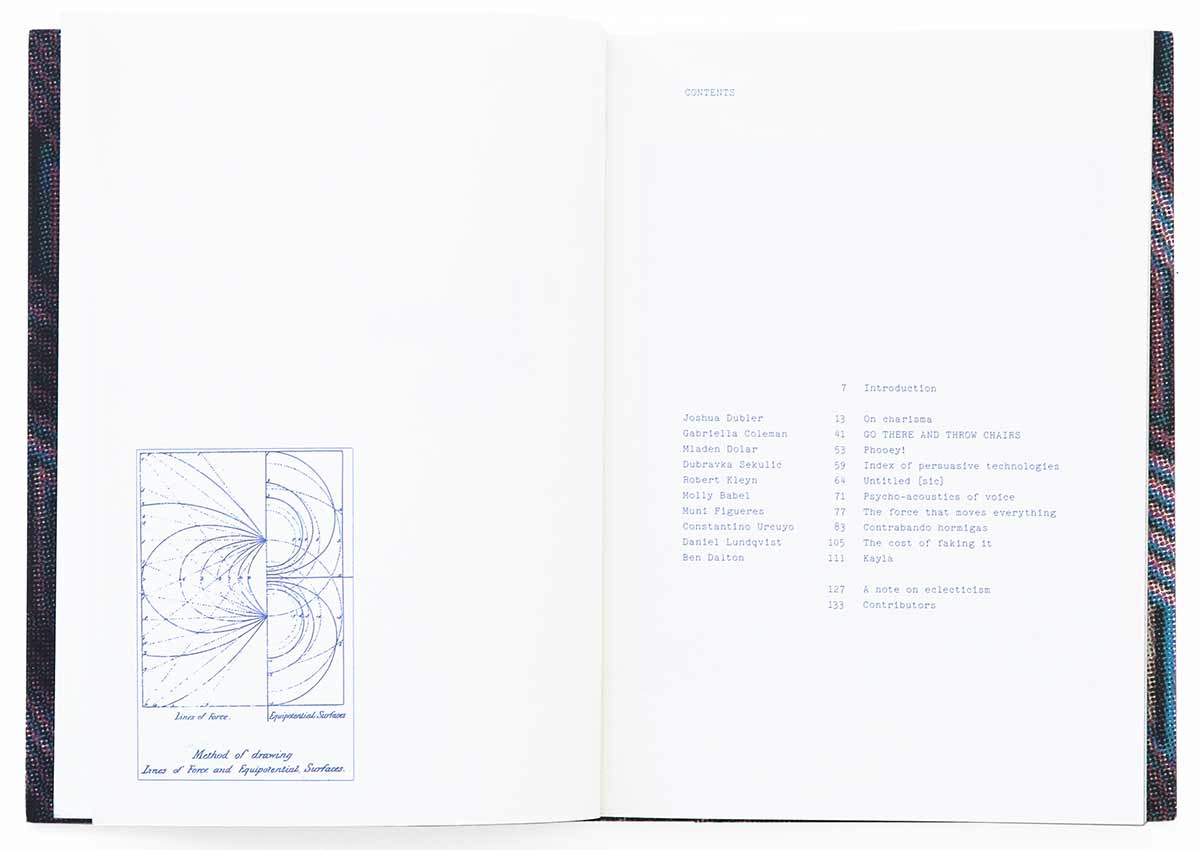 Lines of Force.
Equipotential Surfaces
Method of drawing
Lines of Force and Equipotential Surfaces.
CONTENTS
7 Introduction
Joshua Dubler 13 On charisma
Gabriella Coleman 41 GO THERE AND THROW CHAIRS
Mladen Dolar 53 Phooey!
Dubravka Sekulić 59 Index of persuasive technologies
Robert Kleyn 64 Untitled [sic]
Molly Babel 71 Psycho-acoustics of voice
Muni Figueres 77 The force that moves everything
Constantino Urcuyo 83 Contrabando hormigas
Daniel Lundqvist 105 The cost of faking it
Ben Dalton 111 Kayla
127 A note on eclecticism
133 Contributors